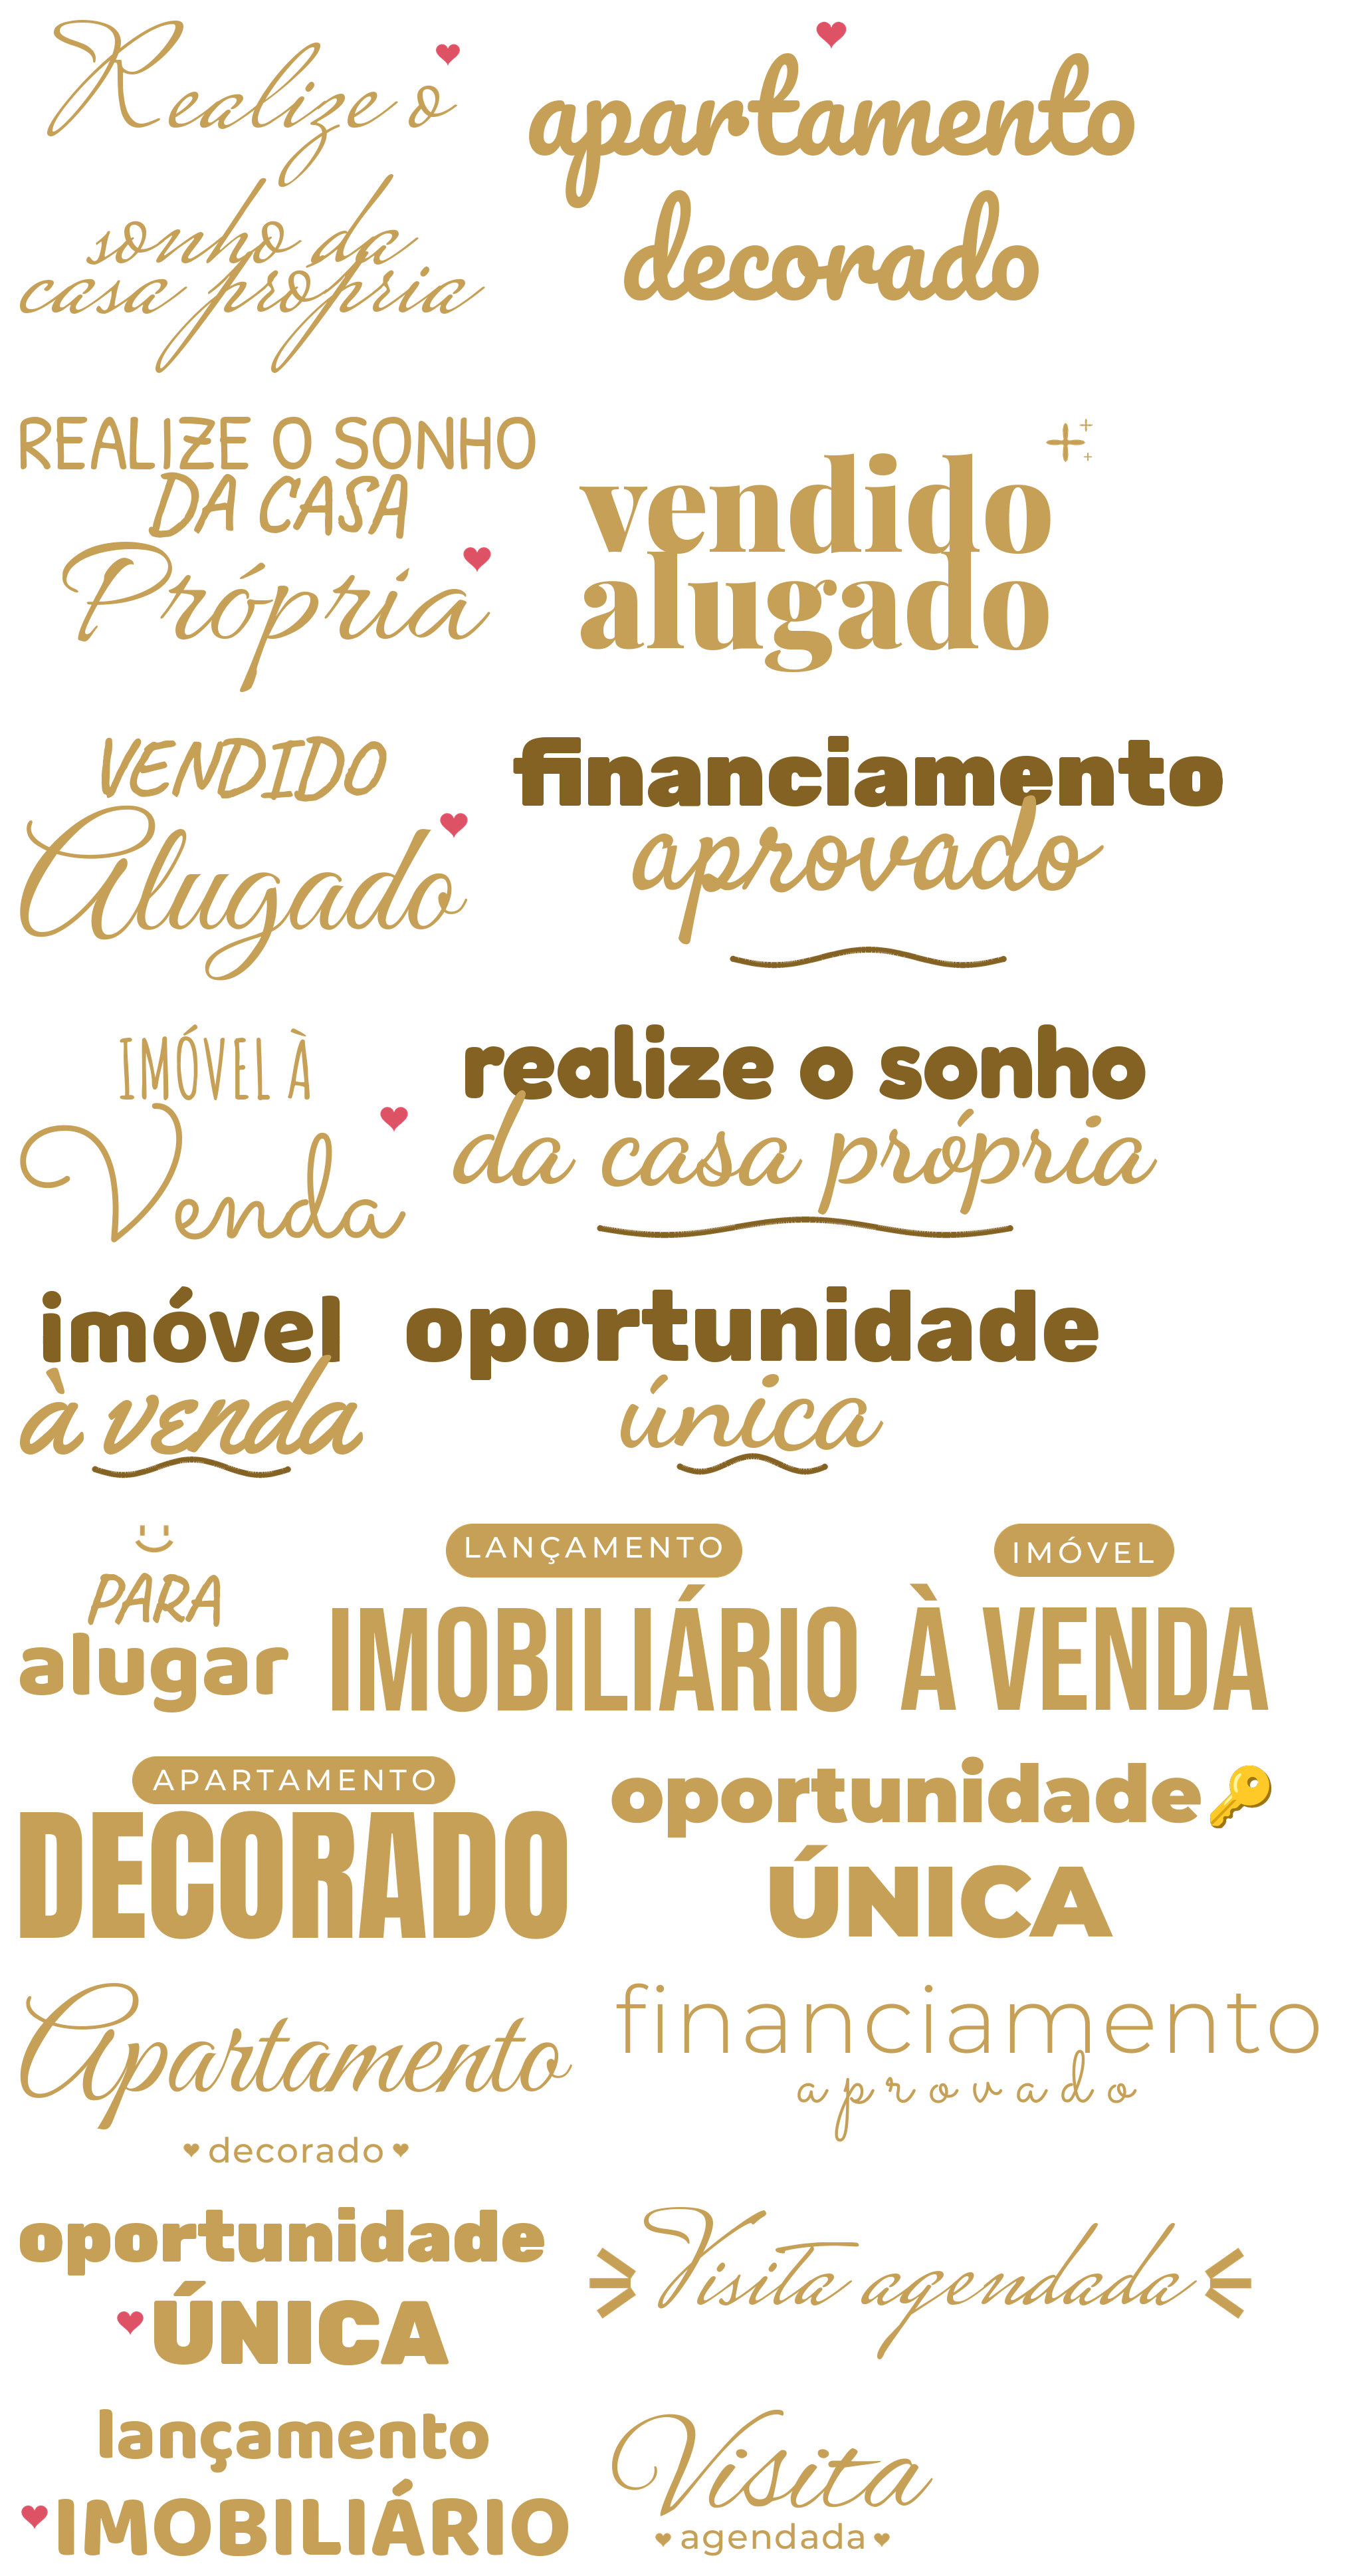 Realize o
sonho da
casa própria
apartamento
decorado
REALIZE O SONHO
DA CASA
Própria
vendido
alugado
VENDIDO
Alugado
financiamento
aprovado
IMÓVEL À
Venda
realize o sonho
da casa própria
imóvel
à venda
oportunidade
única
PARA
alugar
LANÇAMENTO
IMOBILIÁRIO
IMÓVEL
À VENDA
APARTAMENTO
DECORADO
oportunidade
ÚNICA
Apartamento
decorado
financiamento
aprovado
oportunidade
ÚNICA
Visita agendada
lançamento
IMOBILIÁRIO
Visita
agendada